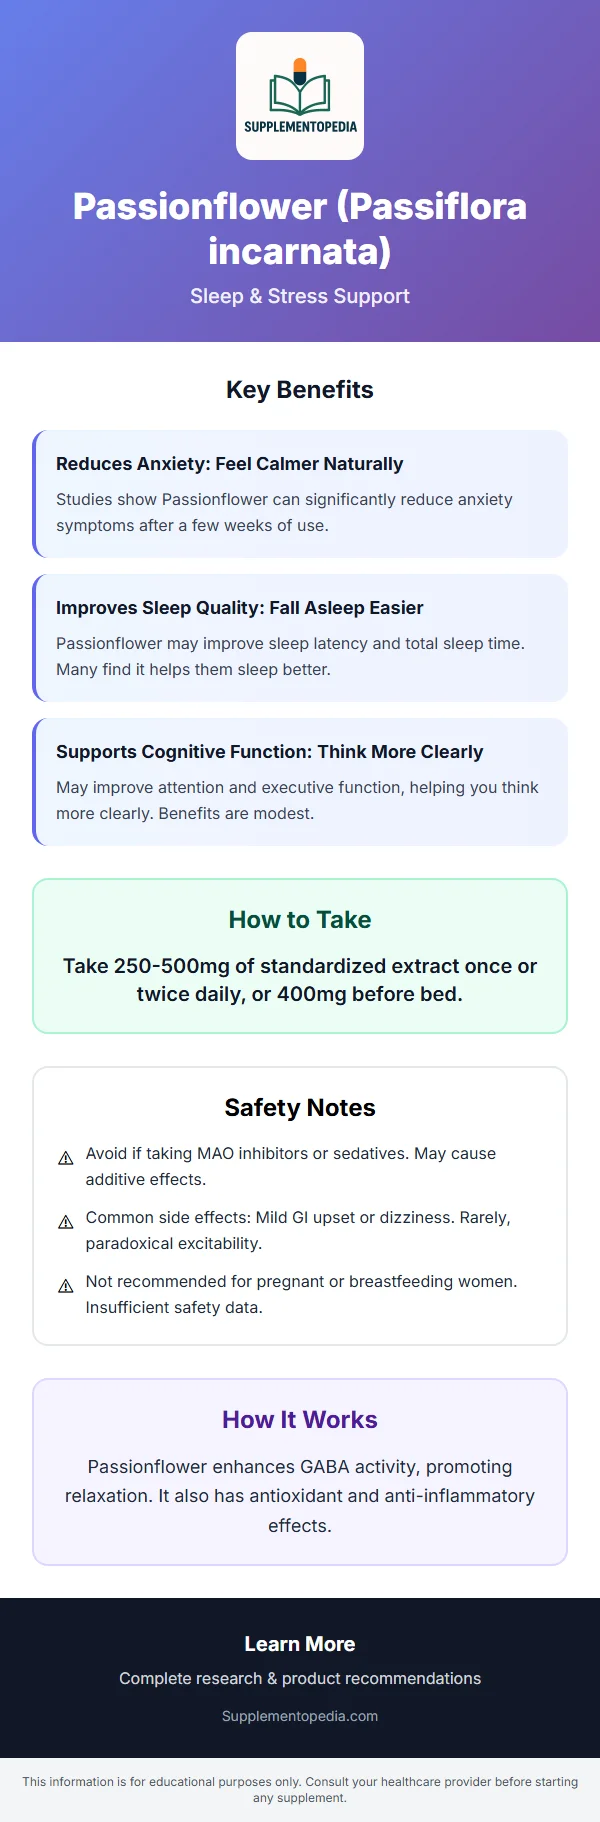 SUPPLEMENTOPEDIA
Passionflower (Passiflora
incarnata)
Sleep & Stress Support
Key Benefits
Reduces Anxiety: Feel Calmer Naturally
Studies show Passionflower can significantly reduce anxiety
symptoms after a few weeks of use.
Improves Sleep Quality: Fall Asleep Easier
Passionflower may improve sleep latency and total sleep time.
Many find it helps them sleep better.
Supports Cognitive Function: Think More Clearly
May improve attention and executive function, helping you think
more clearly. Benefits are modest.
How to Take
Take 250-500mg of standardized extract once or
twice daily, or 400mg before bed.
Safety Notes
Avoid if taking MAO inhibitors or sedatives. May cause
additive effects.
Common side effects: Mild GI upset or dizziness. Rarely,
paradoxical excitability.
Not recommended for pregnant or breastfeeding women.
Insufficient safety data.
How It Works
Passionflower enhances GABA activity, promoting
relaxation. It also has antioxidant and anti-inflammatory
effects.
Learn More
Complete research & product recommendations
Supplementopedia.com
This information is for educational purposes only. Consult your healthcare provider before starting
any supplement.